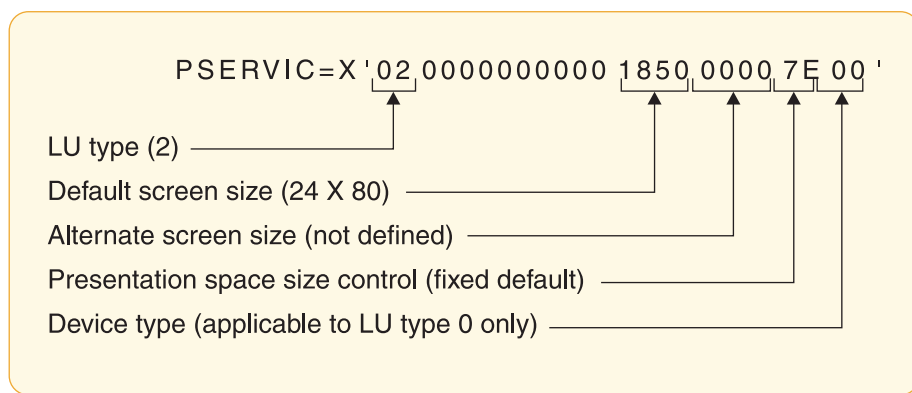 PSERVIC=X'02 0000000000 1850 0000 7E 00'
LU type (2)
Default screen size (24 X 80)
Alternate screen size (not defined)
Presentation space size control (fixed default)
Device type (applicable to LU type 0 only)